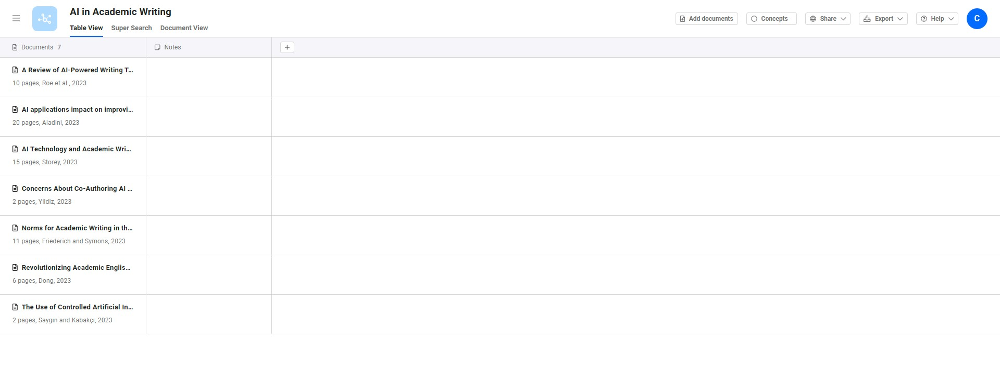 AI in Academic Writing
Table View Super Search Document View
Add documents Concepts Share Export Help C
Documents 7 Notes
A Review of AI-Powered Writing T...
10 pages, Roe et al., 2023
AI applications impact on improvi...
20 pages, Aladini, 2023
AI Technology and Academic Wri...
15 pages, Storey, 2023
Concerns About Co-Authoring AI ...
2 pages, Yildiz, 2023
Norms for Academic Writing in th...
11 pages, Friederich and Symons, 2023
Revolutionizing Academic Englis...
6 pages, Dong, 2023
The Use of Controlled Artificial In...
2 pages, Saygın and Kabakçı, 2023